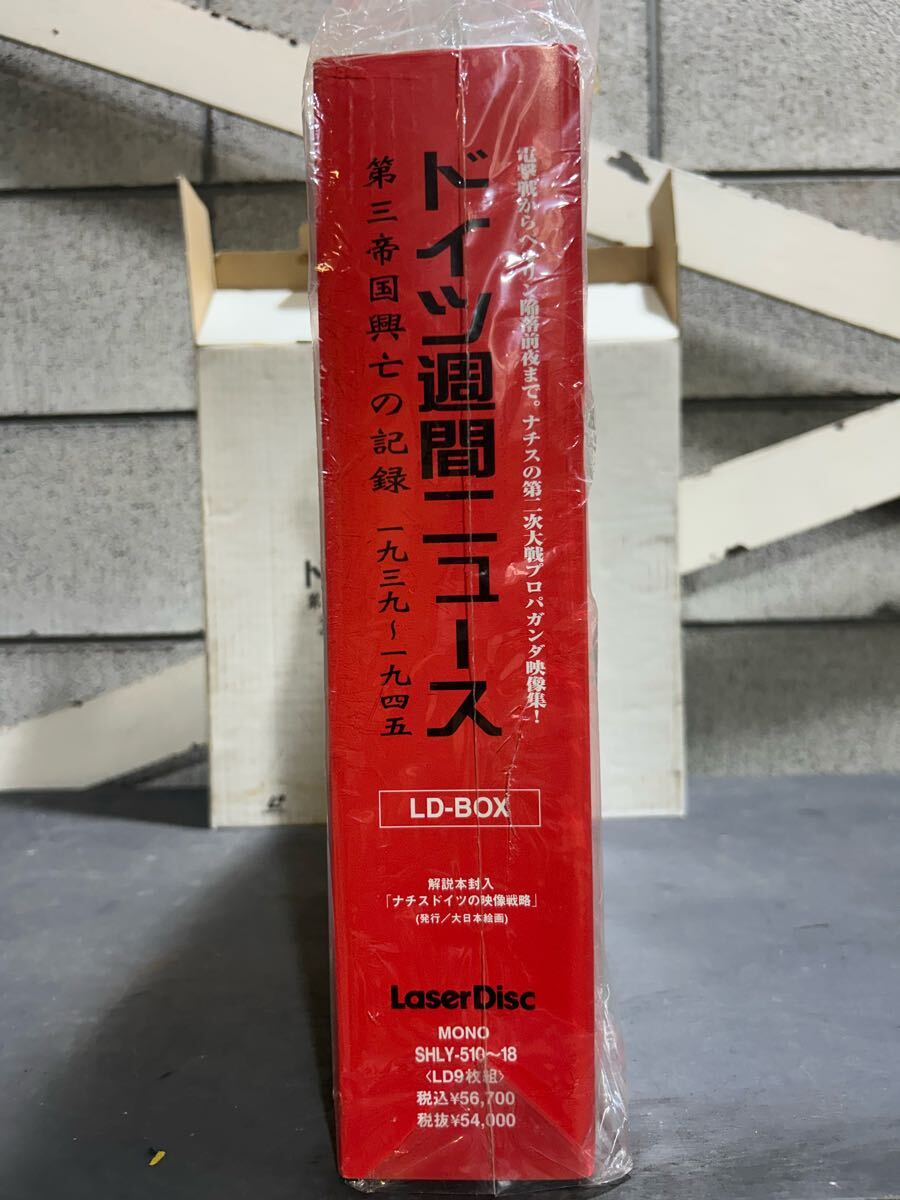 電撃戦からベルリン陥落前夜まで。ナチスの第二次大戦プロパガンダ映像集!
ドイツ週間ニュース
第三帝国興亡の記録 一九三九~一九四五
LD-BOX
解説本封入
「ナチスドイツの映像戦略」
(発行/大日本絵画)
LaserDisc
MONO
SHLY-510~18
〈LD9枚組〉
税込¥56,700
税抜¥54,000